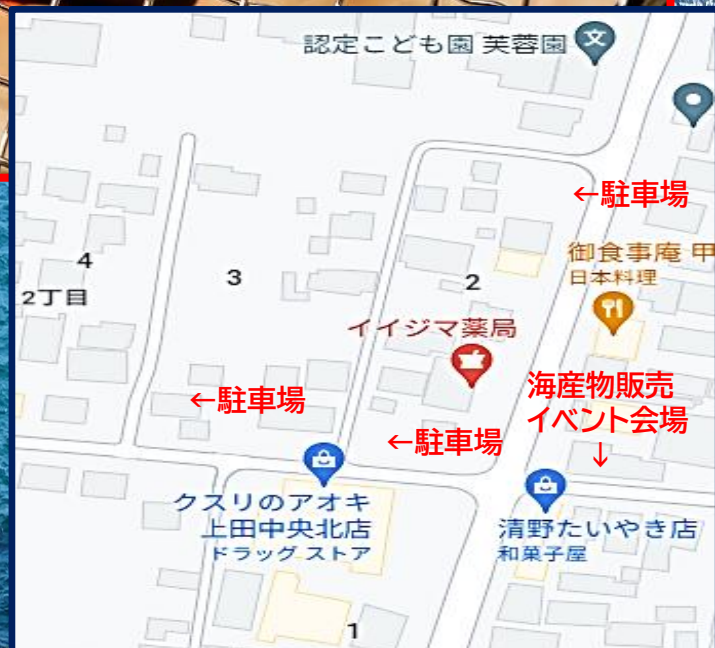 認定こども園 芙蓉園
←駐車場
御食事庵 甲
日本料理
4
3
2
2丁目
イイジマ薬局
海産物販売
イベント会場
↓
←駐車場
←駐車場
クスリのアオキ
上田中央北店
ドラッグ ストア
清野たいやき店
和菓子屋
1